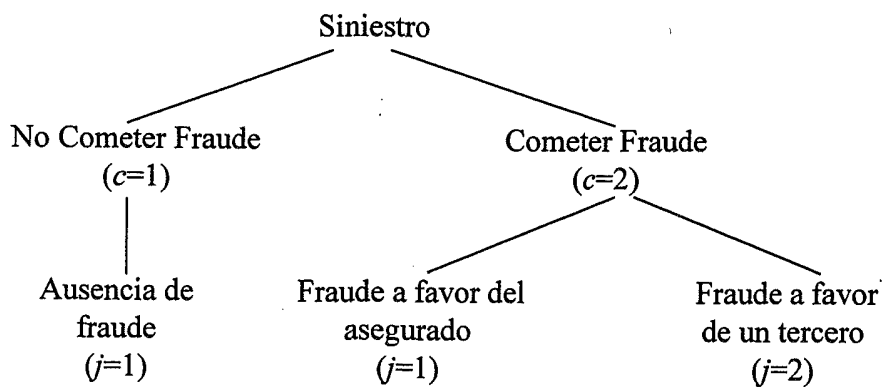 Siniestro
No Cometer Fraude
(c=1)
Cometer Fraude
(c=2)
Ausencia de
fraude
(j=1)
Fraude a favor del
asegurado
(j=1)
Fraude a favor
de un tercero
(j=2)